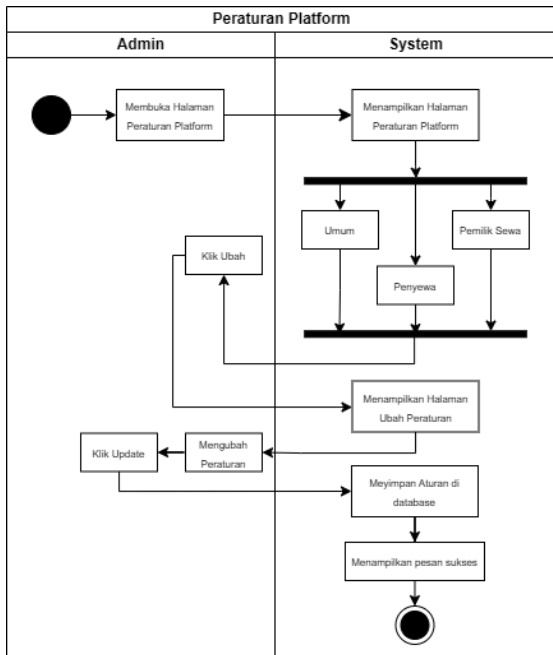 Peraturan Platform
Admin
System
Membuka Halaman
Peraturan Platform
Menampilkan Halaman
Peraturan Platform
Umum
Pemilik Sewa
Penyewa
Klik Ubah
Menampilkan Halaman
Ubah Peraturan
Mengubah
Peraturan
Klik Update
Meyimpan Aturan di
database
Menampilkan pesan sukses